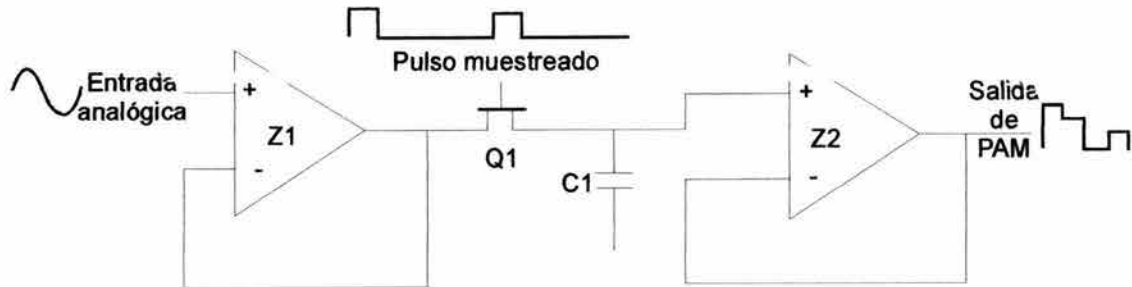 Pulso muestreado
Entrada
analógica
+
-
Z1
Q1
C1
+
-
Z2
Salida
de
PAM